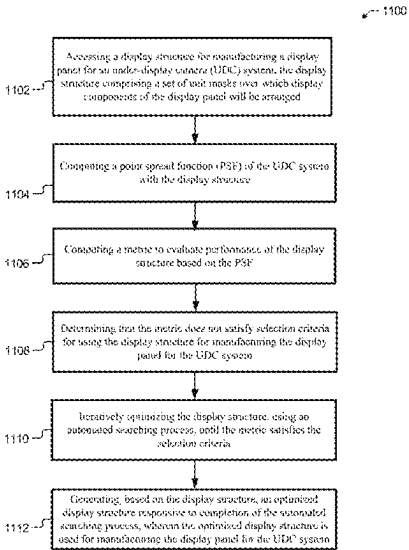 1100
Accessing a display structure for manufacturing a display
panel for an under-display camera (UDC) system, the display
structure comprising a set of unit masks over which display
components of the display panel will be arranged
1102
Computing a point spread function (PSF) of the UDC system
with the display structure
1104
Computing a metric to evaluate performance of the display
structure based on the PSF
1106
Determining that the metric does not satisfy selection criteria
for using the display structure for manufacturing the display
panel for the UDC system
1108
Iteratively optimizing the display structure, using an
automated searching process, until the metric satisfies the
selection criteria
1110
Generating, based on the display structure, an optimized
display structure responsive to completion of the automated
searching process, wherein the optimized display structure is
used for manufacturing the display panel for the UDC system
1112